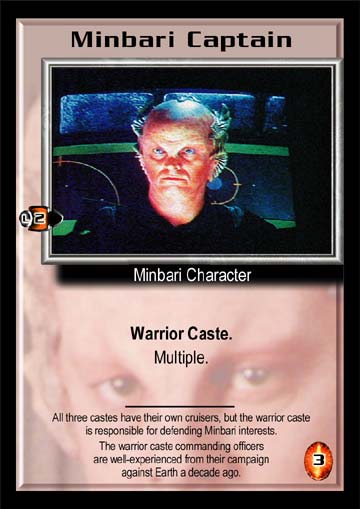 Minbari Captain
2
Minbari Character
Warrior Caste.
Multiple.
All three castes have their own cruisers, but the warrior caste
is responsible for defending Minbari interests.
The warrior caste commanding officers
are well-experienced from their campaign
against Earth a decade ago.
3